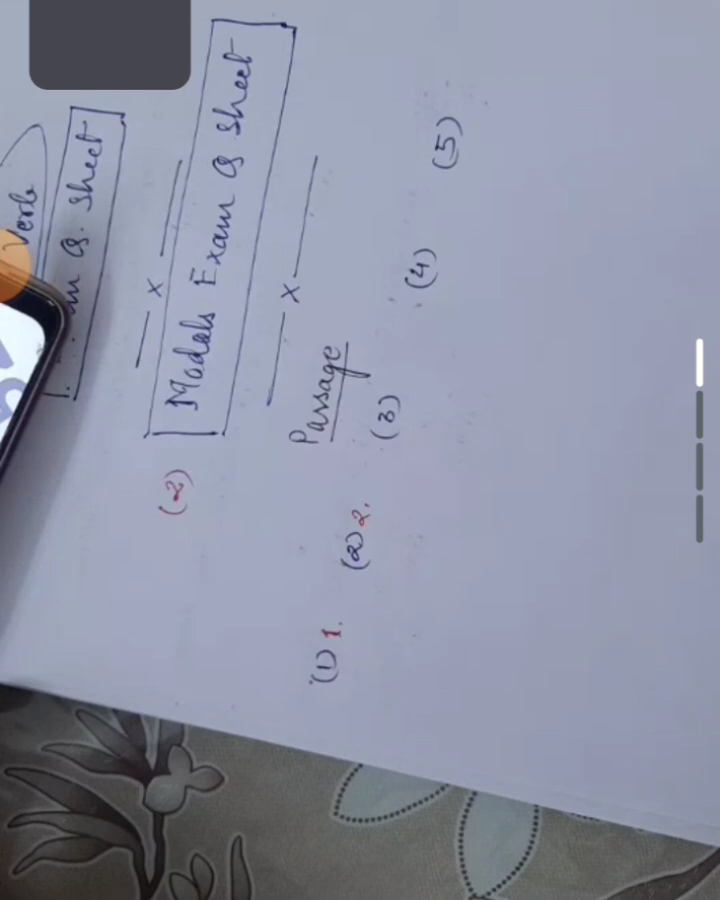 Verb
Q. Sheet
x
(2) Modals Exam Q Sheet
x
Passage
(1) 1. (2) 2. (3) (4) (5)